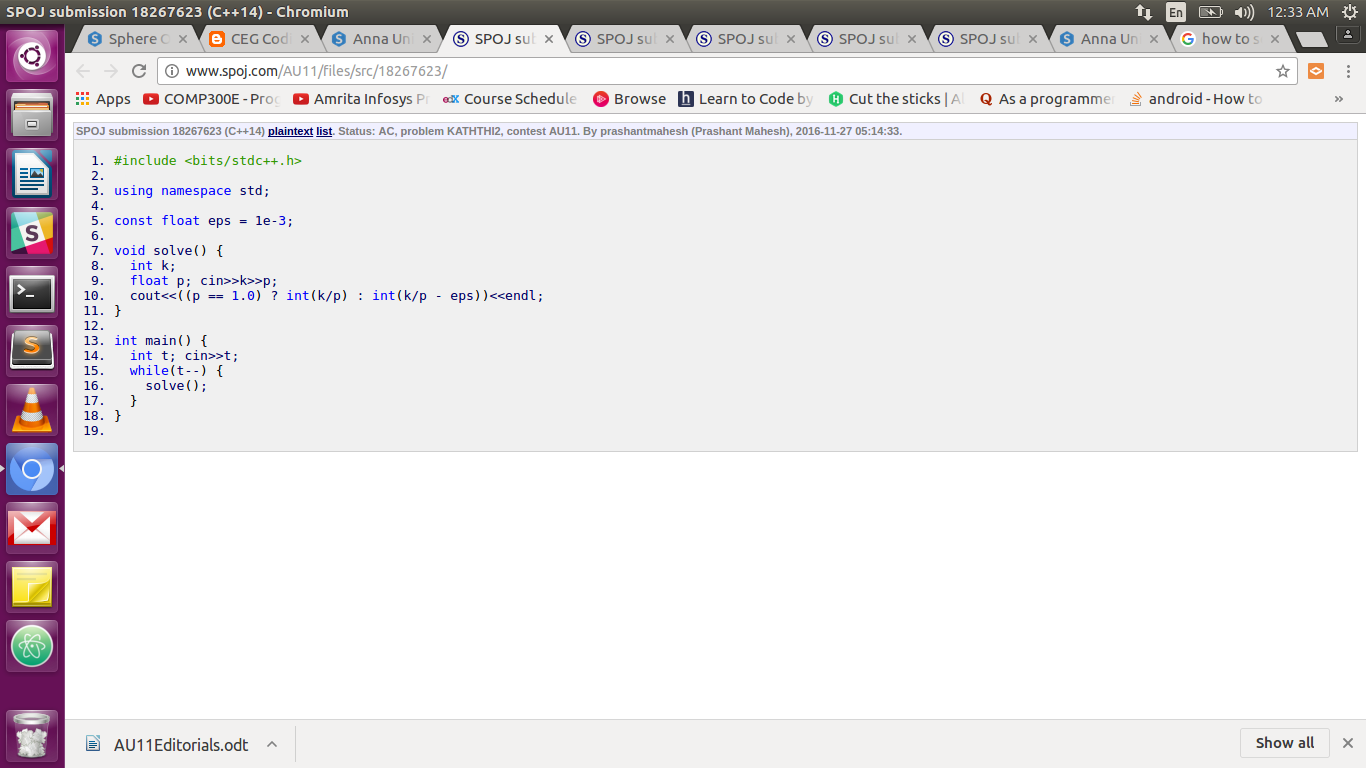 SPOJ submission 18267623 (C++14) - Chromium
En
12:33 AM
Sphere
CEG Cod
Anna Un
SPOJ sub
SPOJ sul
SPOJ sul
SPOJ sul
SPOJ sul
Anna Un
how to s
www.spoj.com/AU11/files/src/18267623/
Apps
COMP300E - Prog
Amrita Infosys Pr
edX Course Schedule
Browse
h Learn to Code by
H Cut the sticks | Al
Q As a programmer
android - How to
»
SPOJ submission 18267623 (C++14) plaintext list. Status: AC, problem KATHTHI2, contest AU11. By prashantmahesh (Prashant Mahesh), 2016-11-27 05:14:33.
1. #include <bits/stdc++.h>
2.
3. using namespace std;
4.
5. const float eps = 1e-3;
6.
7. void solve() {
8. int k;
9. float p; cin>>k>>p;
10. cout<<((p == 1.0) ? int(k/p) : int(k/p - eps))<<endl;
11. }
12.
13. int main() {
14. int t; cin>>t;
15. while(t--) {
16. solve();
17. }
18. }
19.
AU11Editorials.odt
Show all